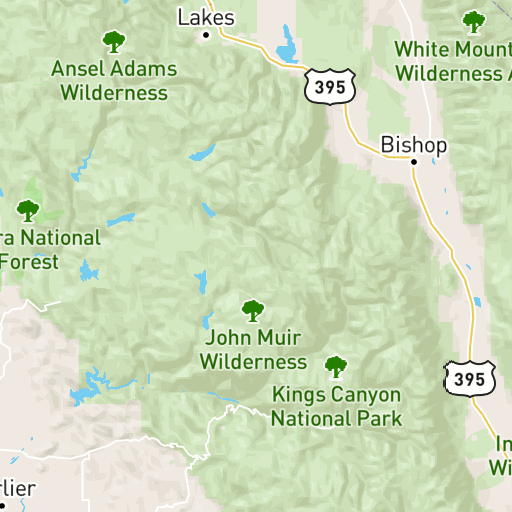 Lakes
Ansel Adams
Wilderness
White Mount
Wilderness A
395
Bishop
ra National
Forest
John Muir
Wilderness
Kings Canyon
National Park
395
In
Wi
rlier